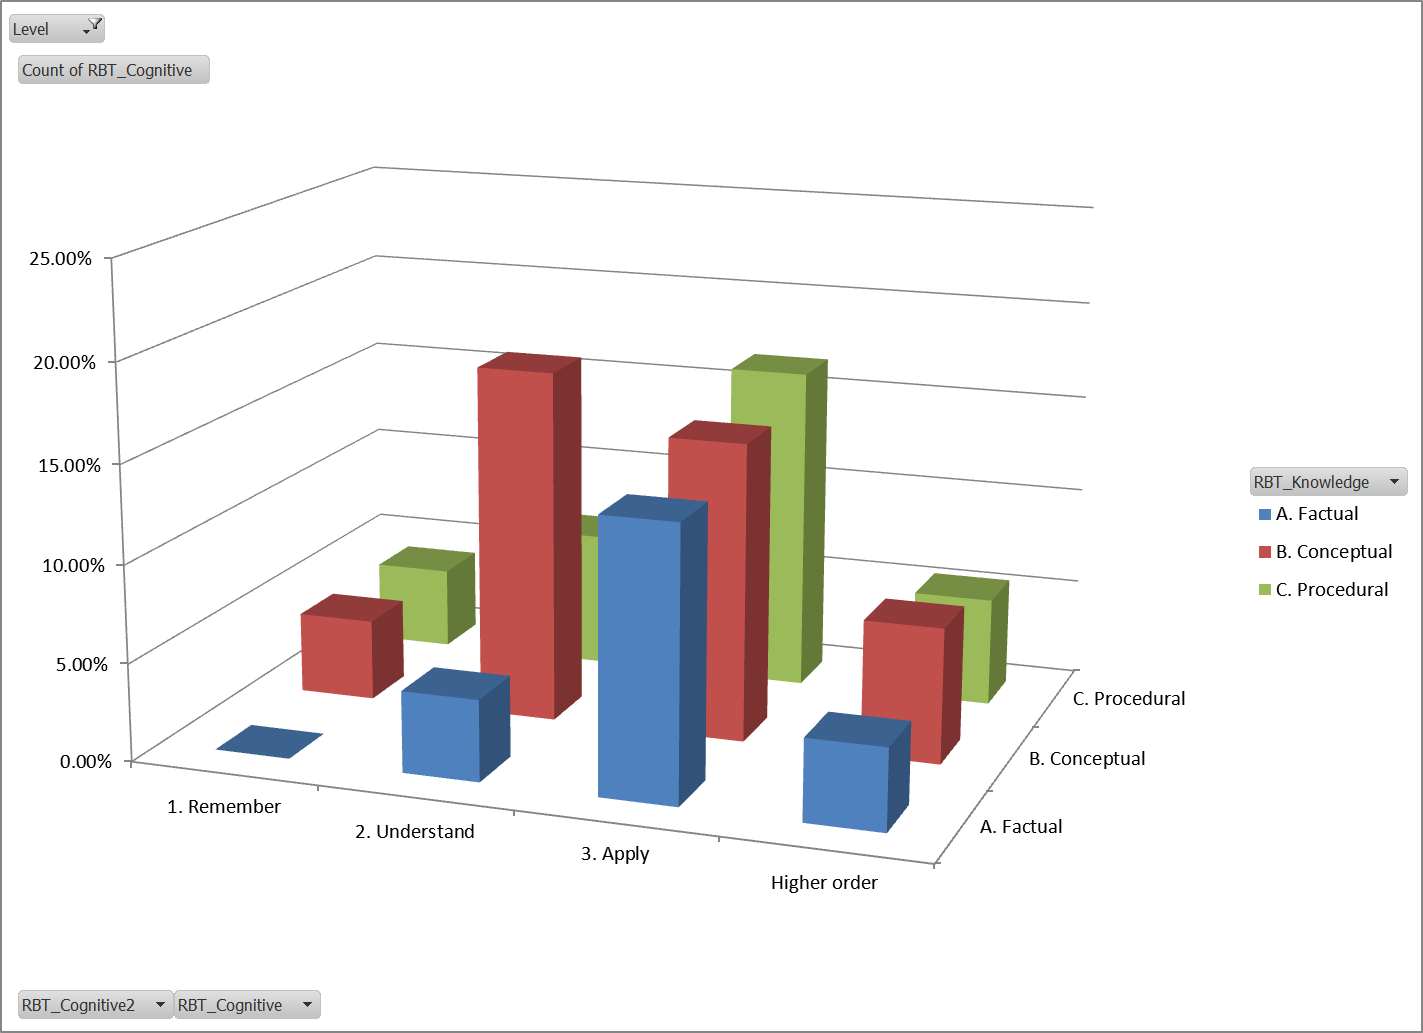 Level
Count of RBT_Cognitive
25.00%
20.00%
15.00%
10.00%
5.00%
0.00%
1. Remember
2. Understand
3. Apply
Higher order
A. Factual
B. Conceptual
C. Procedural
RBT_Knowledge
A. Factual
B. Conceptual
C. Procedural
RBT_Cognitive2
RBT_Cognitive